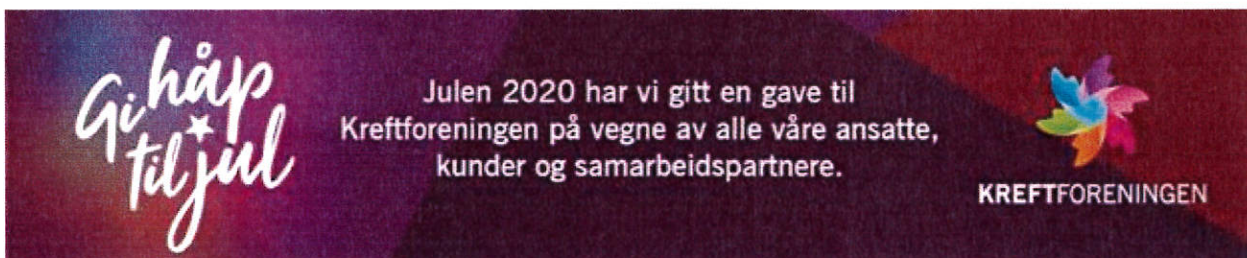 Gi håp
til jul
Julen 2020 har vi gitt en gave til
Kreftforeningen på vegne av alle våre ansatte,
kunder og samarbeidspartnere.
KREFTFORENINGEN